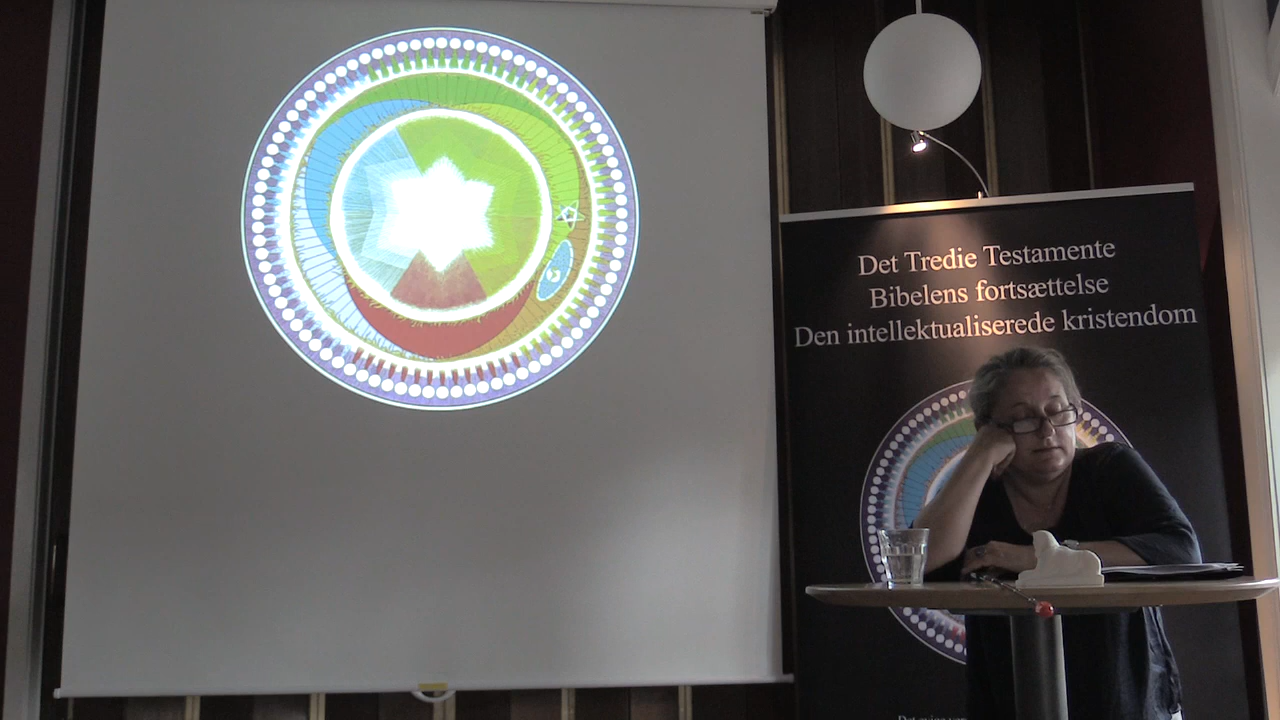 Det Tredie Testamente
Bibelens fortsættelse
Den intellektualiserede kristendom